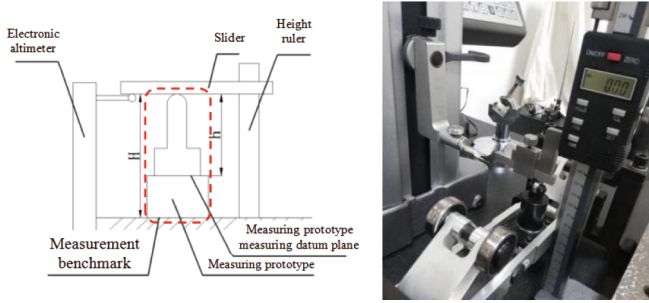 Electronic
altimeter
Slider
Height
ruler
H
h
Measuring prototype
measuring datum plane
Measurement
benchmark
Measuring prototype
ON/OFF
ZERO
0.00